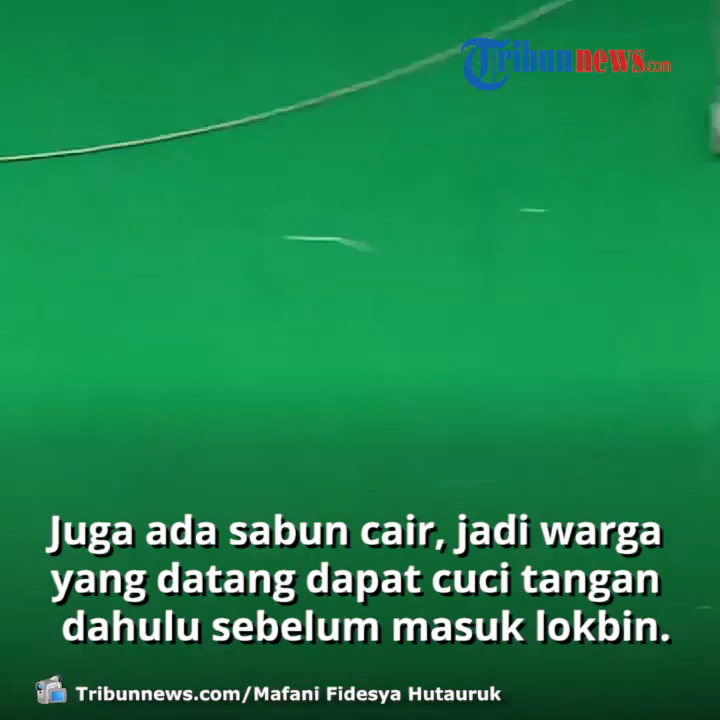 Tribunnews.com
Juga ada sabun cair, jadi warga
yang datang dapat cuci tangan
dahulu sebelum masuk lokbin.
Tribunnews.com/Mafani Fidesya Hutauruk